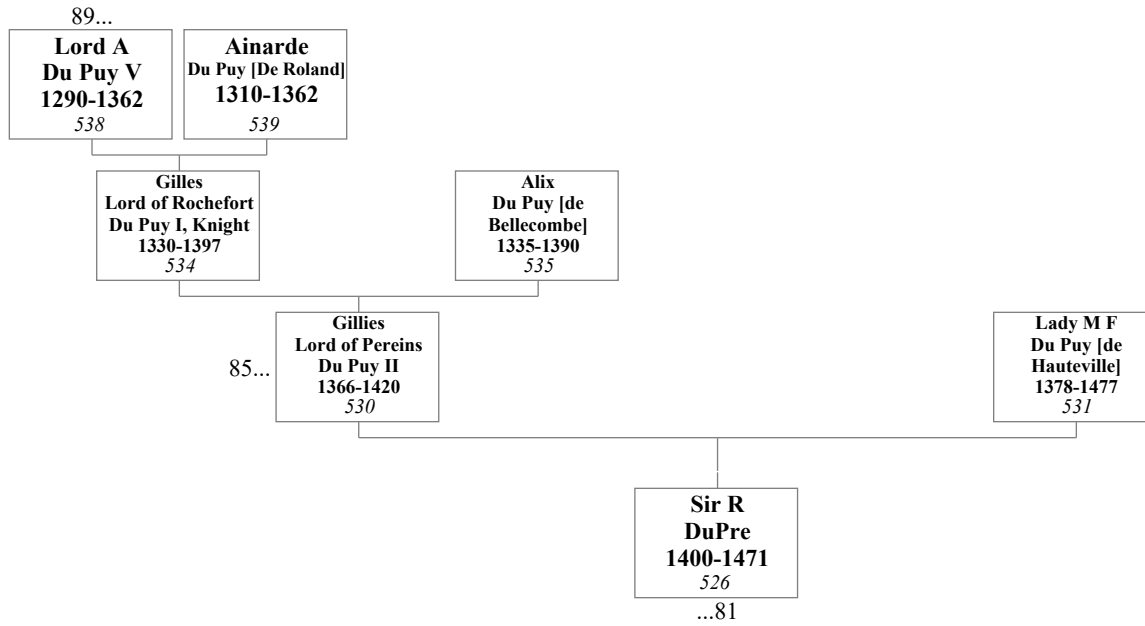 89...
Lord A
Du Puy V
1290-1362
538
Ainarde
Du Puy [De Roland]
1310-1362
539
Gilles
Lord of Rochefort
Du Puy I, Knight
1330-1397
534
Alix
Du Puy [de
Bellecombe]
1335-1390
535
85...
Gillies
Lord of Pereins
Du Puy II
1366-1420
530
Lady M F
Du Puy [de
Hauteville]
1378-1477
531
Sir R
DuPre
1400-1471
526
...81